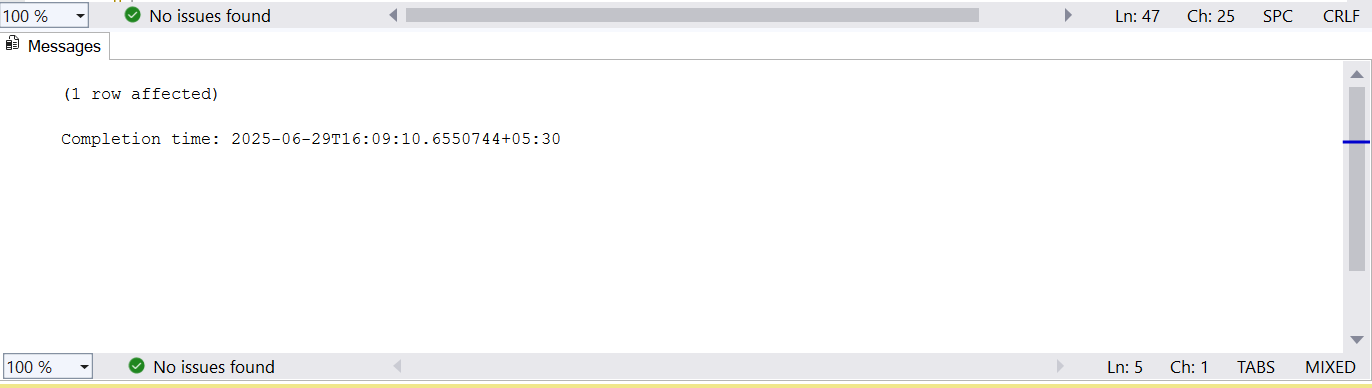 100 % No issues found Ln: 47 Ch: 25 SPC CRLF
Messages
(1 row affected)
Completion time: 2025-06-29T16:09:10.6550744+05:30
100 % No issues found Ln: 5 Ch: 1 TABS MIXED